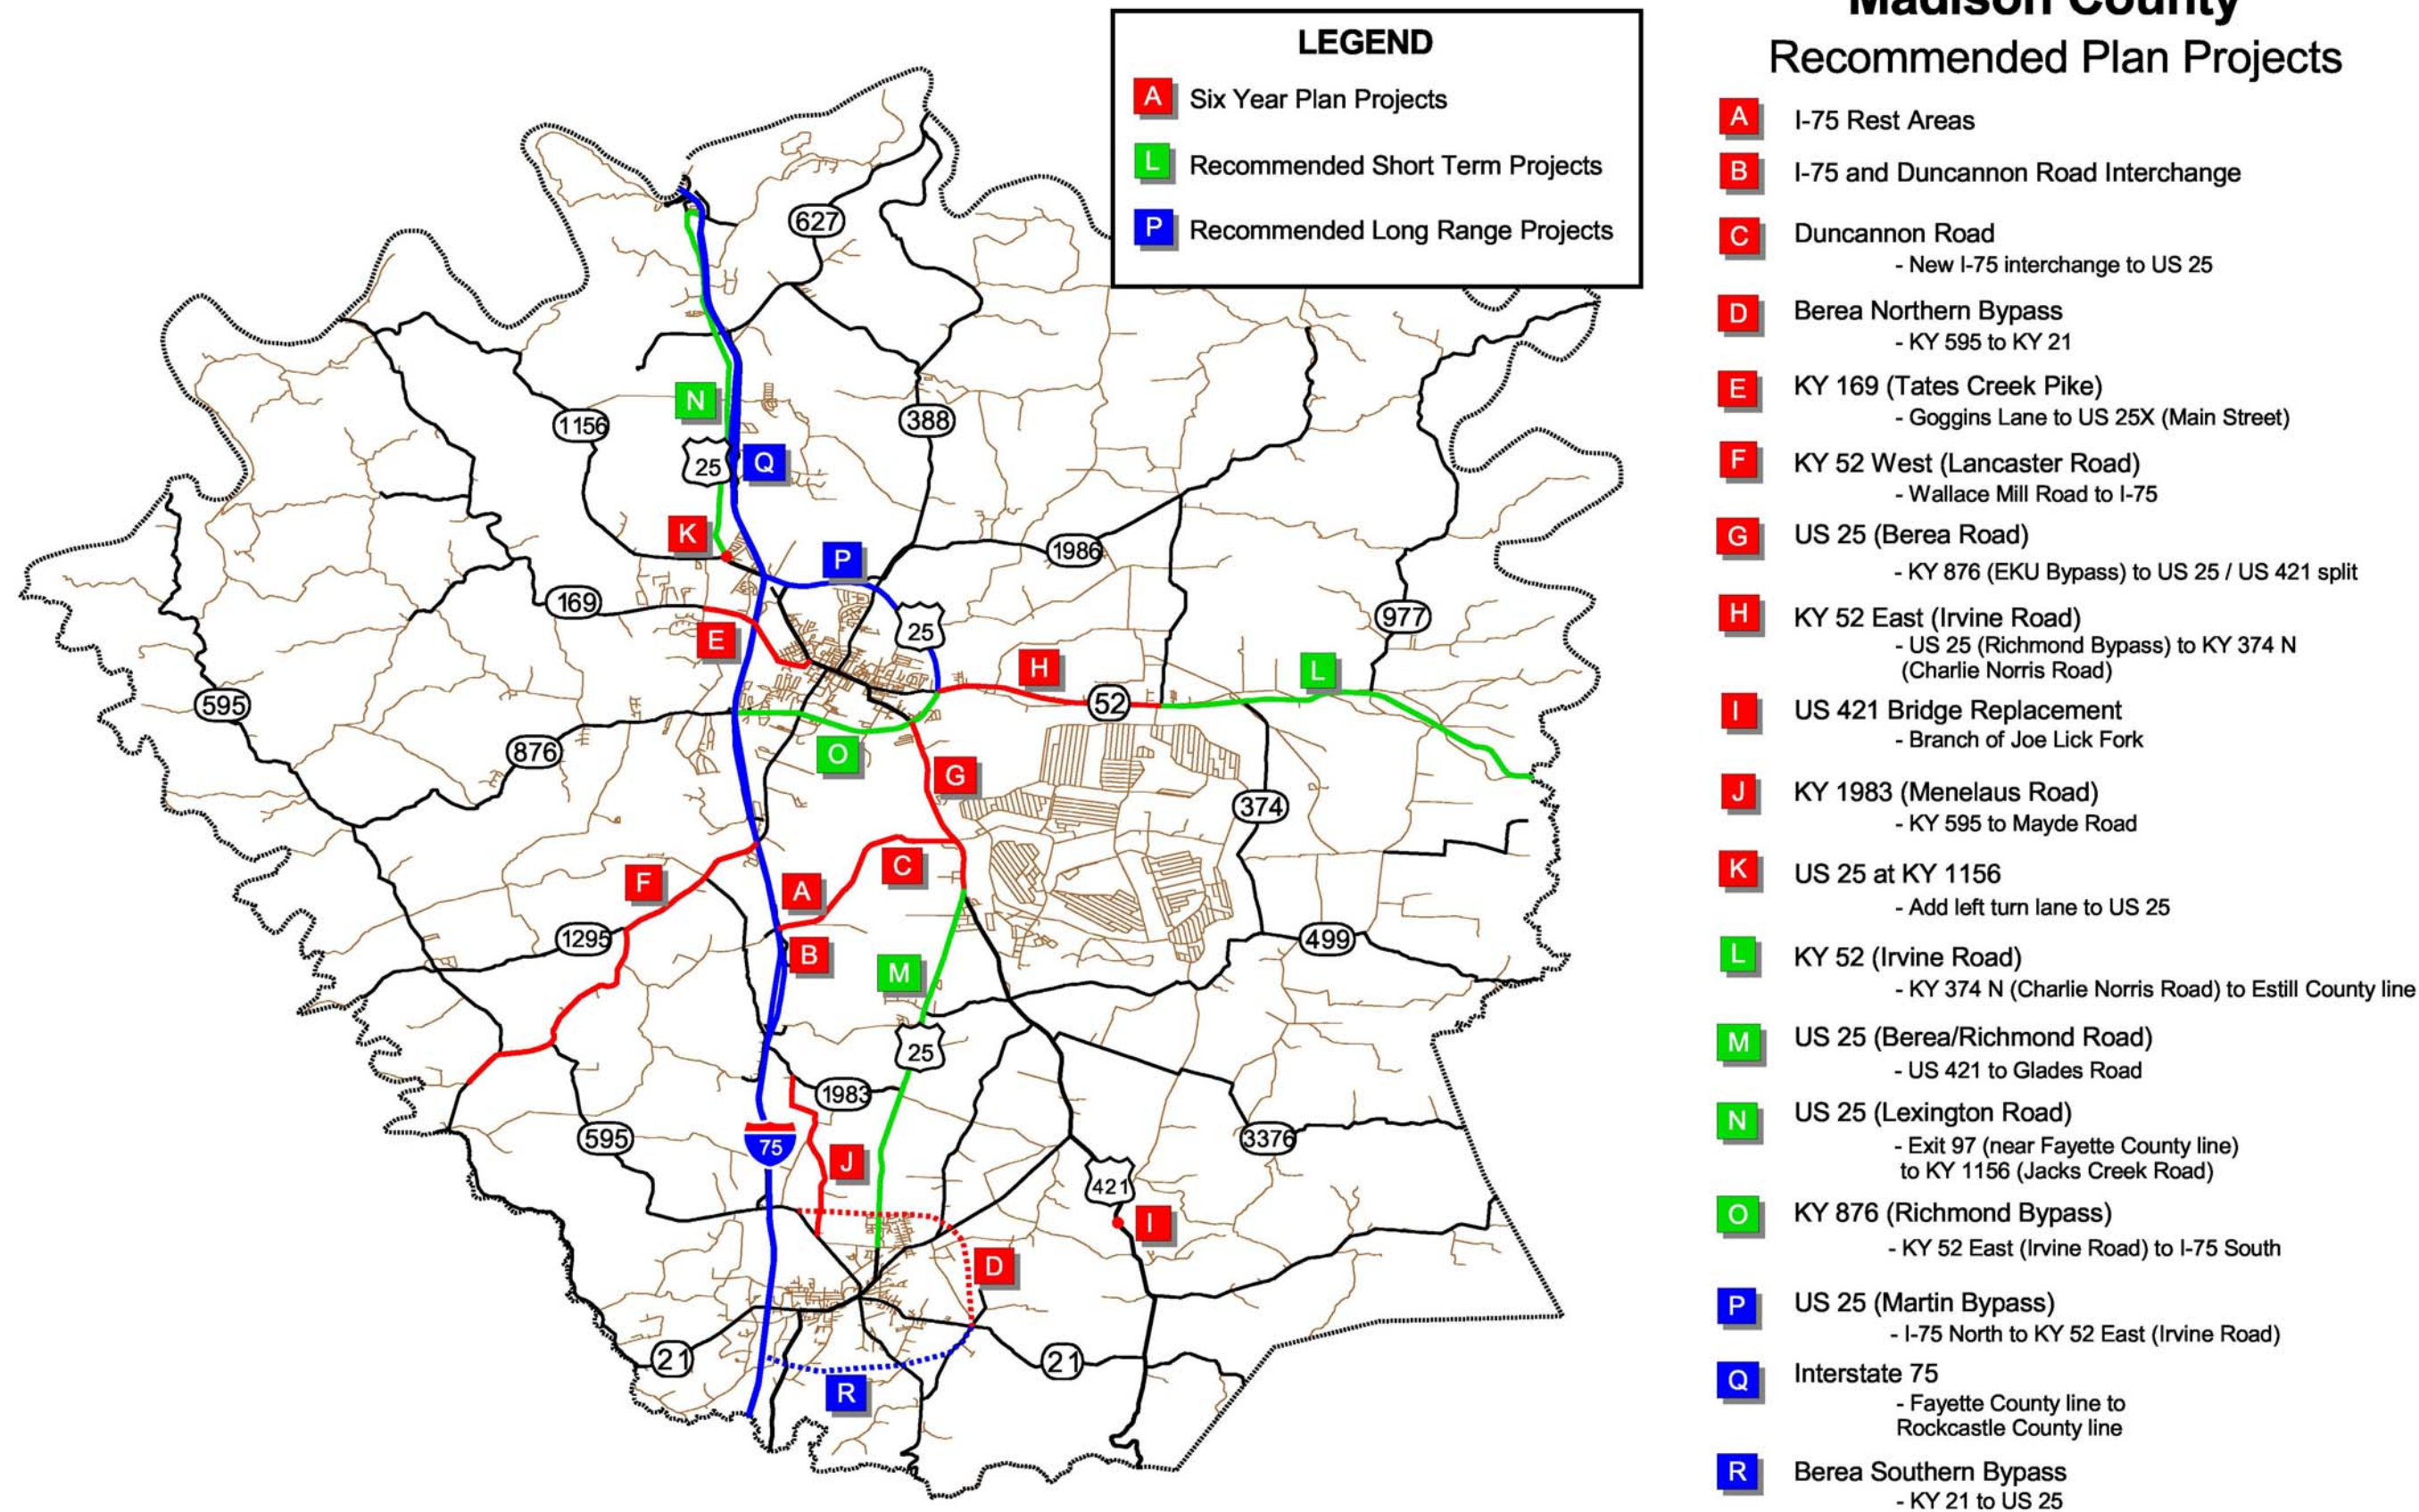 Madison County
Recommended Plan Projects
LEGEND
A Six Year Plan Projects
L Recommended Short Term Projects
P Recommended Long Range Projects
A I-75 Rest Areas
B I-75 and Duncannon Road Interchange
C Duncannon Road
- New I-75 interchange to US 25
D Berea Northern Bypass
- KY 595 to KY 21
E KY 169 (Tates Creek Pike)
- Goggins Lane to US 25X (Main Street)
F KY 52 West (Lancaster Road)
- Wallace Mill Road to I-75
G US 25 (Berea Road)
- KY 876 (EKU Bypass) to US 25 / US 421 split
H KY 52 East (Irvine Road)
- US 25 (Richmond Bypass) to KY 374 N
(Charlie Norris Road)
I US 421 Bridge Replacement
- Branch of Joe Lick Fork
J KY 1983 (Menelaus Road)
- KY 595 to Mayde Road
K US 25 at KY 1156
- Add left turn lane to US 25
L KY 52 (Irvine Road)
- KY 374 N (Charlie Norris Road) to Estill County line
M US 25 (Berea/Richmond Road)
- US 421 to Glades Road
N US 25 (Lexington Road)
- Exit 97 (near Fayette County line)
to KY 1156 (Jacks Creek Road)
O KY 876 (Richmond Bypass)
- KY 52 East (Irvine Road) to I-75 South
P US 25 (Martin Bypass)
- I-75 North to KY 52 East (Irvine Road)
Q Interstate 75
- Fayette County line to
Rockcastle County line
R Berea Southern Bypass
- KY 21 to US 25
627
N
1156
388
25
Q
K
P
1986
169
977
E
25
H
L
595
52
876
O
G
374
F
A
C
1295
B
499
M
25
1983
595
75
J
3376
421
I
D
21
21
R